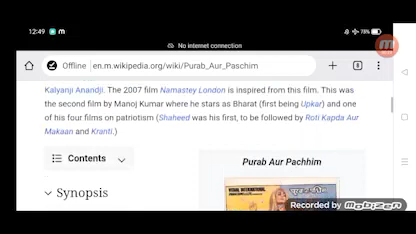 12:49 m 78%
No internet connection
Offline en.m.wikipedia.org/wiki/Purab_Aur_Paschim
Kalyanji Anandji. The 2007 film Namastey London is inspired from this film. This
was the second film by Manoj Kumar where he stars as Bharat (first being Upkar) and one
of his four films on patriotism (Shaheed was his first, to be followed by Roti Kapda Aur
Makaan and Kranti.)
Contents
Purab Aur Pachhim
Synopsis
Recorded by mobizen